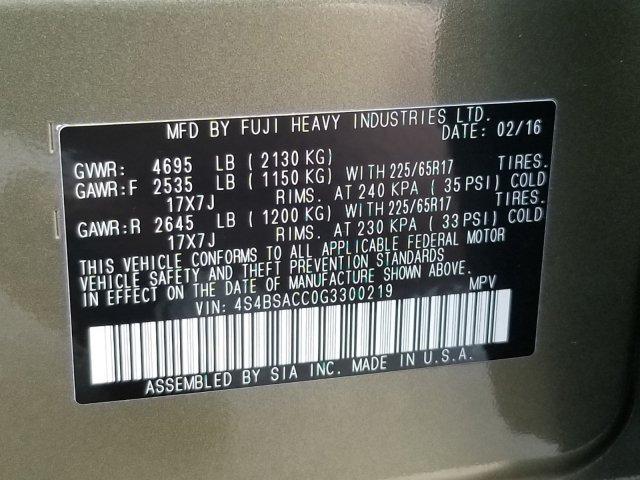 MFD BY FUJI HEAVY INDUSTRIES LTD.
DATE: 02/16
GVWR: 4695 LB (2130 KG)
GAWR:F 2535 LB (1150 KG) WITH 225/65R17 TIRES.
17X7J RIMS. AT 240 KPA (35 PSI) COLD
GAWR:R 2645 LB (1200 KG) WITH 225/65R17 TIRES.
17X7J RIMS. AT 230 KPA (33 PSI) COLD
THIS VEHICLE CONFORMS TO ALL APPLICABLE FEDERAL MOTOR
VEHICLE SAFETY AND THEFT PREVENTION STANDARDS
IN EFFECT ON THE DATE OF MANUFACTURE SHOWN ABOVE.
VIN: 4S4BSACC0G3300219 MPV
ASSEMBLED BY SIA INC. MADE IN U.S.A.